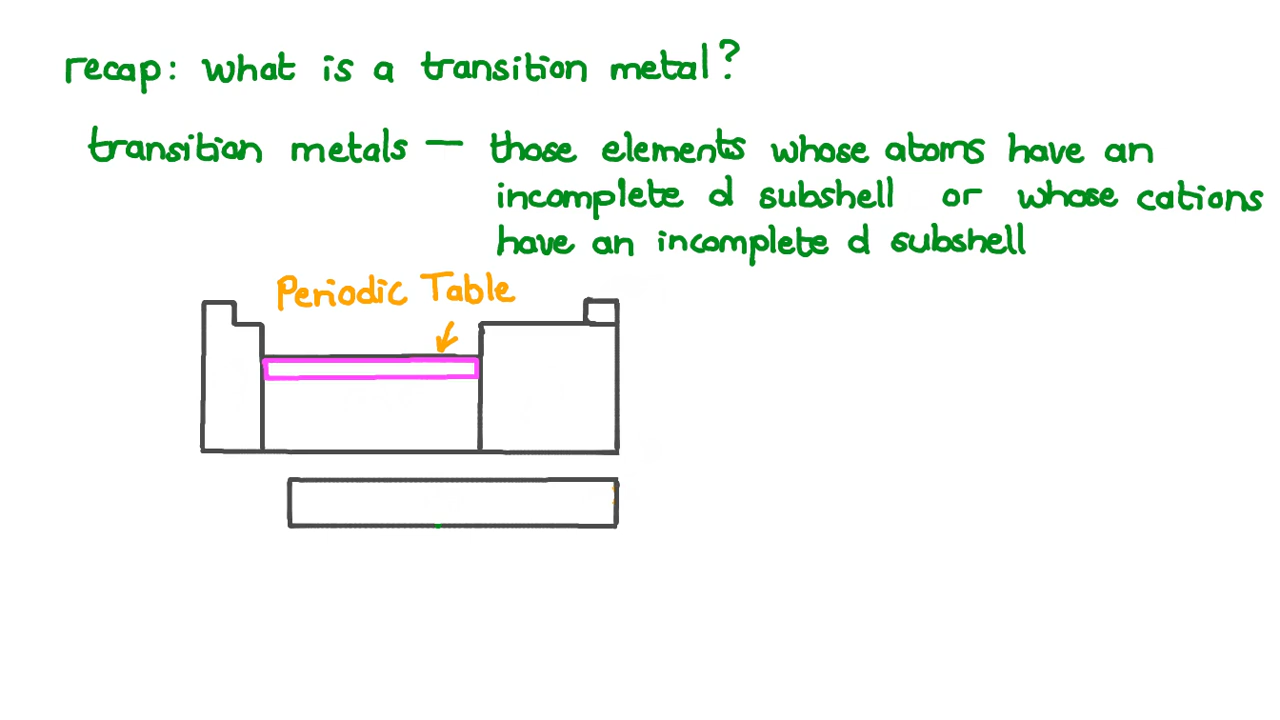 recap: what is a transition metal?
transition metals — those elements whose atoms have an
incomplete d subshell or whose cations
have an incomplete d subshell
Periodic Table